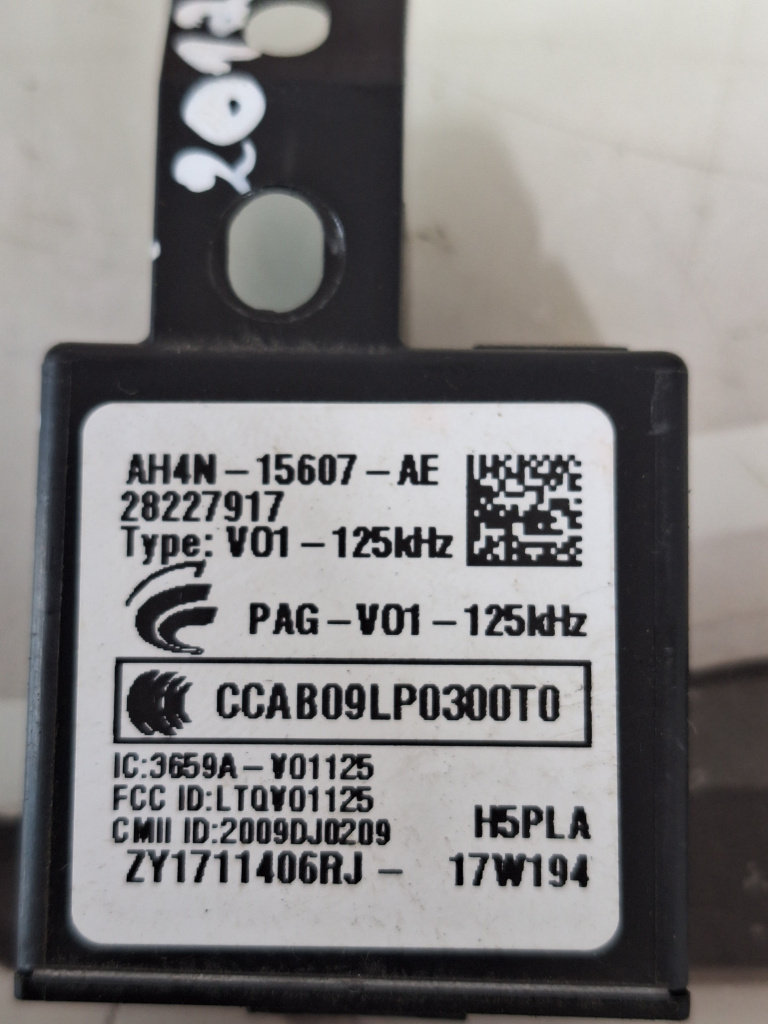 201
AH4N-15607-AE
28227917
Type: V01-125kHz
PAG-V01-125kHz
CCAB09LP0300T0
IC:3659A-V01125
FCC ID:LTQV01125
CMII ID:2009DJ0209
H5PLA
ZY1711406RJ- 17W194